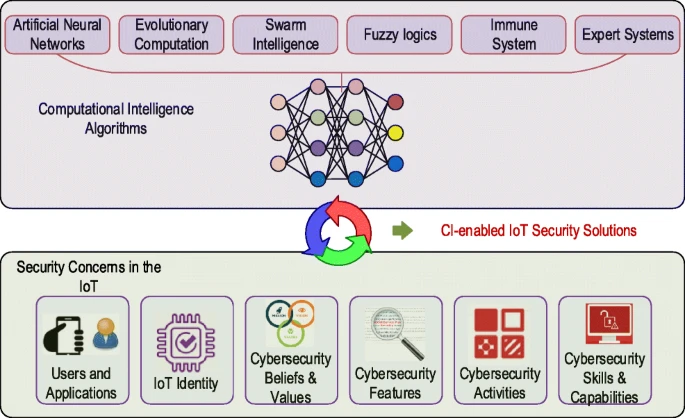 Artificial Neural
Networks
Evolutionary
Computation
Swarm
Intelligence
Fuzzy logics
Immune
System
Expert Systems
Computational Intelligence
Algorithms
CI-enabled IoT Security Solutions
Security Concerns in the
IoT
Users and
Applications
IoT Identity
Cybersecurity
Beliefs &
Values
Cybersecurity
Features
Cybersecurity
Activities
Cybersecurity
Skills &
Capabilities